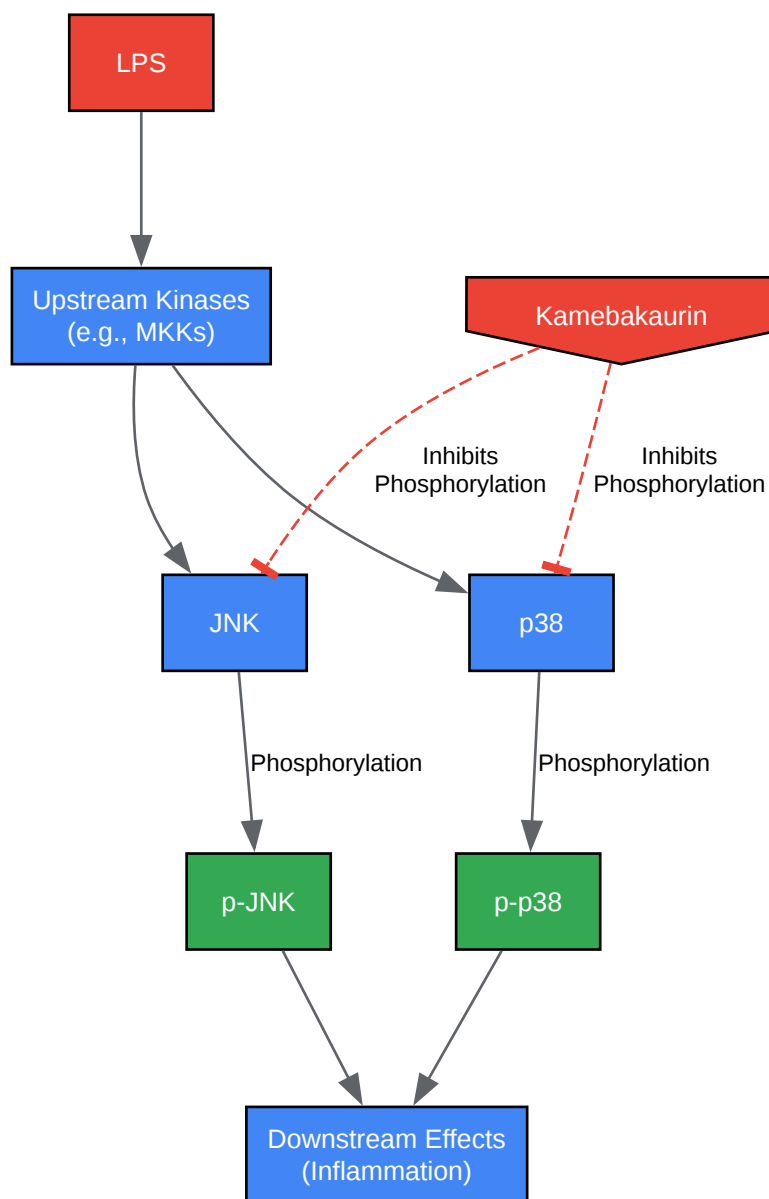 LPS
Upstream Kinases
(e.g., MKKs)
Kamebakaurin
Inhibits
Phosphorylation
Inhibits
Phosphorylation
JNK
p38
Phosphorylation
Phosphorylation
p-JNK
p-p38
Downstream Effects
(Inflammation)